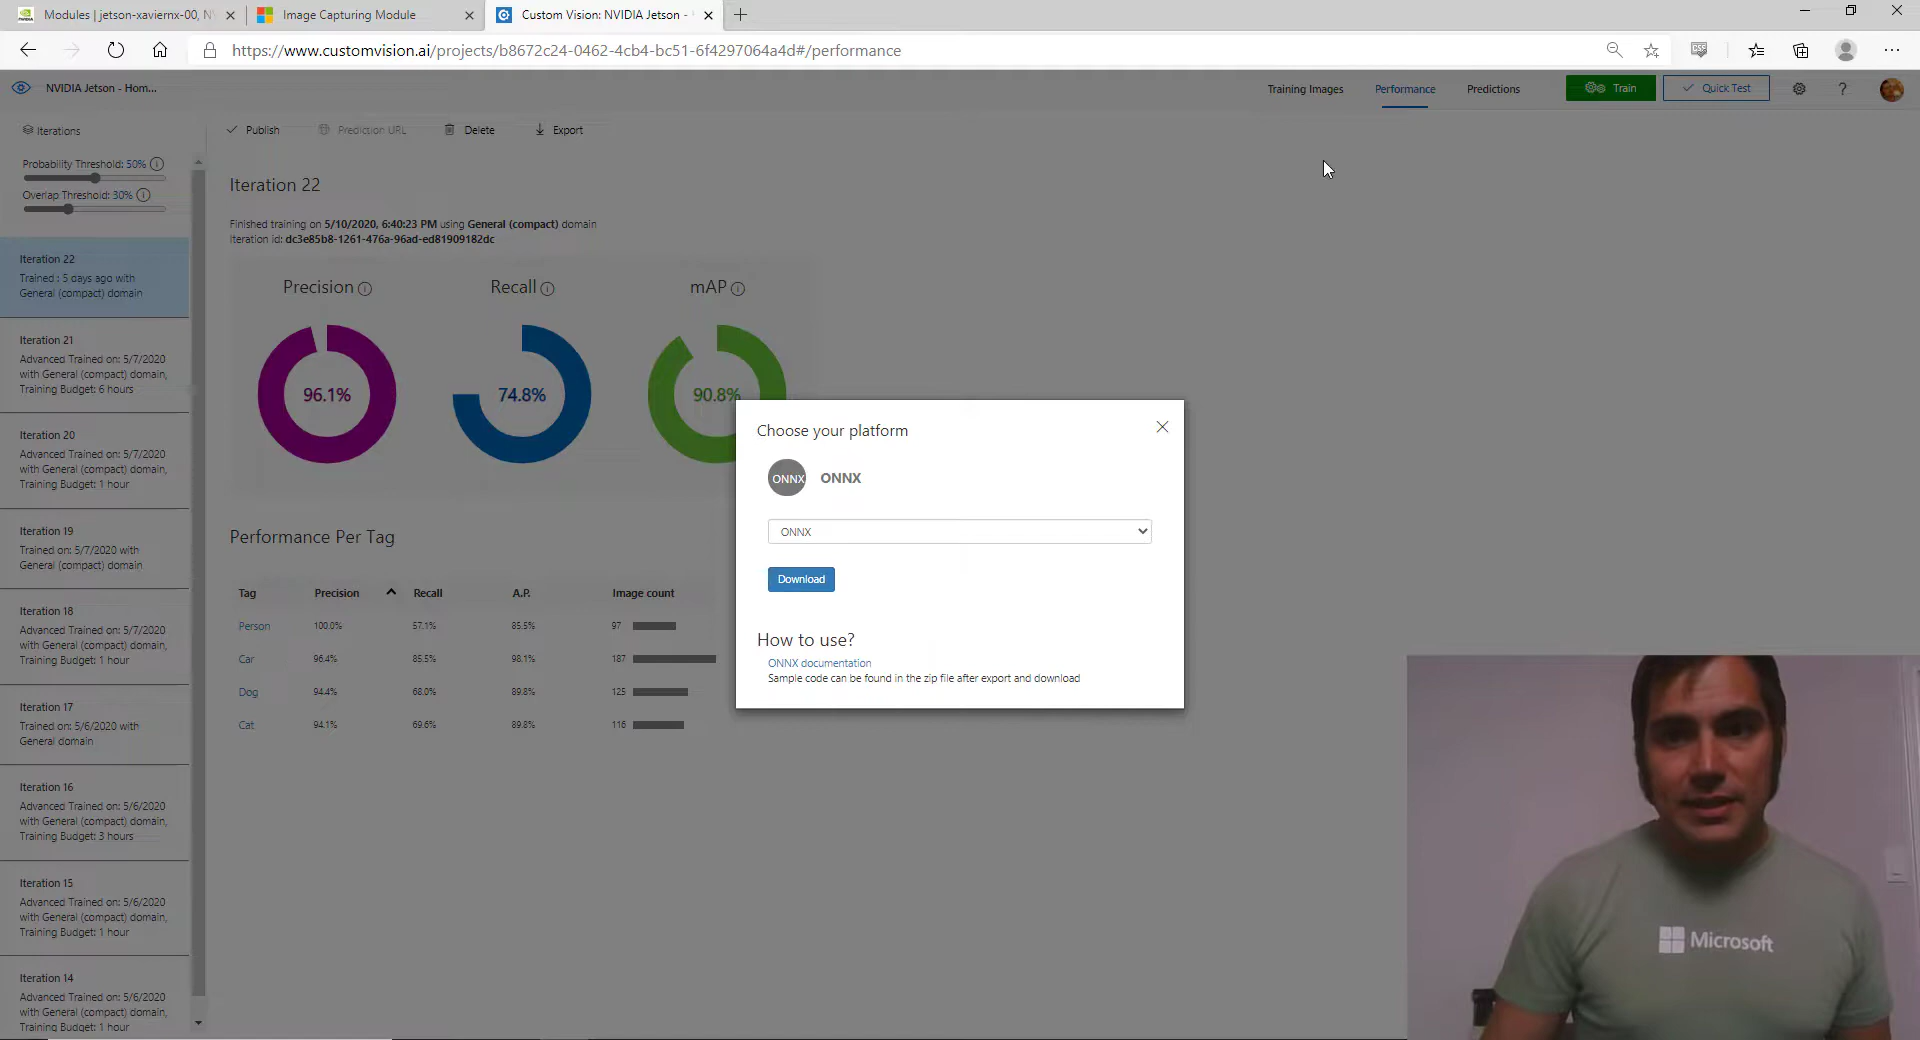 Modules | jetson-xaviernx-00, N
Image Capturing Module
Custom Vision: NVIDIA Jetson -
https://www.customvision.ai/projects/b8672c24-0462-4cb4-bc51-6f4297064a4d#/performance
NVIDIA Jetson - Hom...
Training Images
Performance
Predictions
Train
Quick Test
?
Iterations
Publish
Prediction URL
Delete
Export
Probability Threshold: 50%
Overlap Threshold: 30%
Iteration 22
Trained : 5 days ago with
General (compact) domain
Iteration 21
Advanced Trained on: 5/7/2020
with General (compact) domain,
Training Budget: 6 hours
Iteration 20
Advanced Trained on: 5/7/2020
with General (compact) domain,
Training Budget: 1 hour
Iteration 19
Trained on: 5/7/2020 with
General (compact) domain
Iteration 18
Advanced Trained on: 5/7/2020
with General (compact) domain,
Training Budget: 1 hour
Iteration 17
Trained on: 5/6/2020 with
General domain
Iteration 16
Advanced Trained on: 5/6/2020
with General (compact) domain,
Training Budget: 3 hours
Iteration 15
Advanced Trained on: 5/6/2020
with General (compact) domain,
Training Budget: 1 hour
Iteration 14
Advanced Trained on: 5/6/2020
with General (compact) domain,
Training Budget: 1 hour
Iteration 22
Finished training on 5/10/2020, 6:40:23 PM using General (compact) domain
Iteration id: dc3e85b8-1261-476a-96ad-ed81909182dc
Precision
Recall
mAP
96.1%
74.8%
90.8%
Performance Per Tag
Tag Precision Recall A.P. Image count
Person 100.0% 57.1% 85.5% 97
Car 96.4% 85.5% 98.1% 187
Dog 94.4% 68.0% 89.8% 125
Cat 94.1% 69.6% 89.8% 116
Choose your platform
ONNX ONNX
ONNX
Download
How to use?
ONNX documentation
Sample code can be found in the zip file after export and download
Microsoft